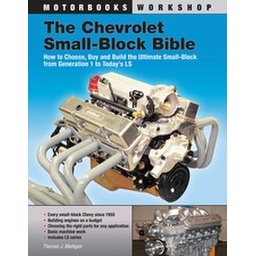 MOTORBOOKS WORKSHOP
The Chevrolet
Small-Block Bible
How to Choose, Buy and Build the Ultimate Small-Block
from Generation 1 to Today's LS
• Every small-block Chevy since 1955
• Building engines on a budget
• Choosing the right parts for any application
• Basic machine work
• Includes LS series
Thomas J. Madigan